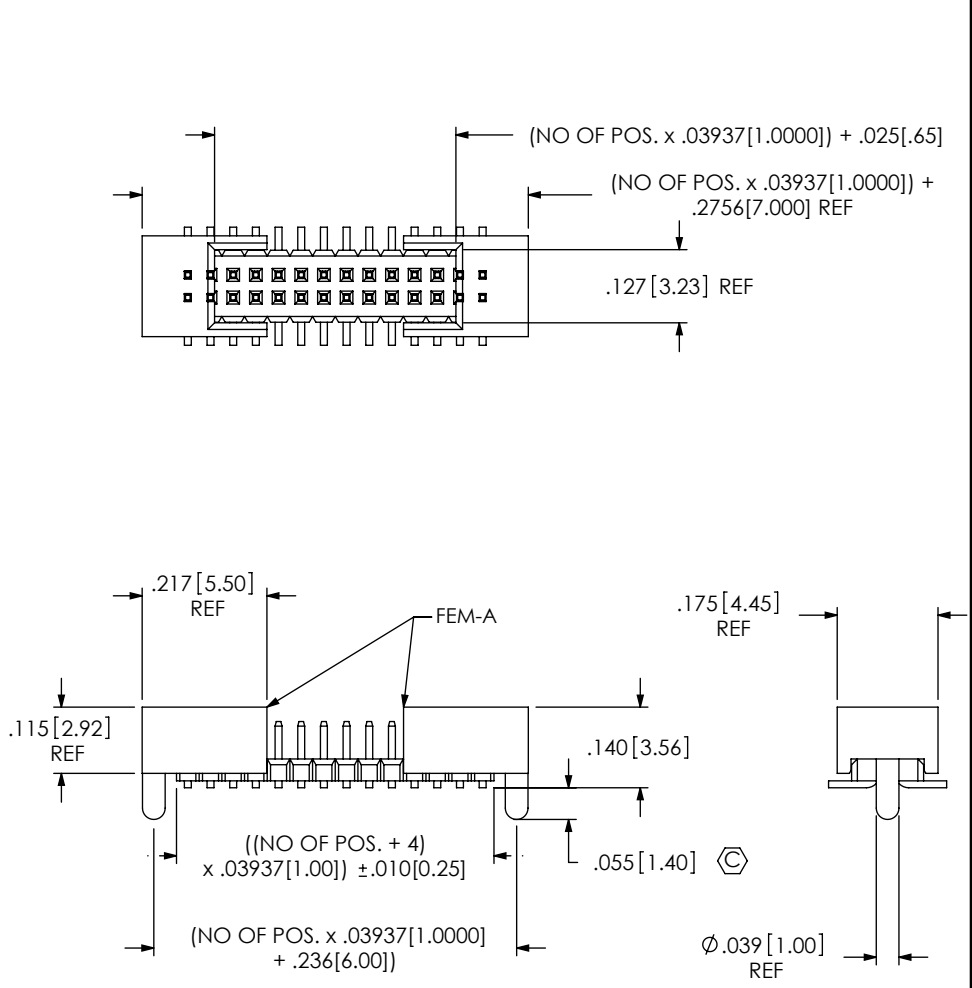 (NO OF POS. x .03937[1.0000]) + .025[.65]
(NO OF POS. x .03937[1.0000]) +
.2756[7.000] REF
.127[3.23] REF
.217[5.50]
REF
FEM-A
.175[4.45]
REF
.115[2.92]
REF
.140[3.56]
((NO OF POS. + 4)
x .03937[1.00]) ±.010[0.25]
.055[1.40] C
(NO OF POS. x .03937[1.0000]
+ .236[6.00])
Ø.039[1.00]
REF